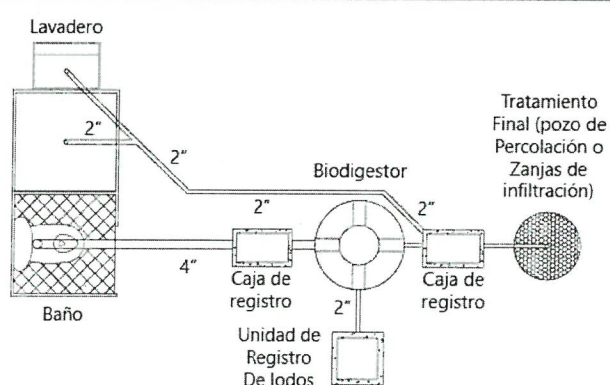 Lavadero
2"
2"
2"
4"
Baño
Caja de
registro
Biodigestor
2"
Unidad de
Registro
De lodos
2"
Caja de
registro
Tratamiento
Final (pozo de
Percolación o
Zanjas de
infiltración)